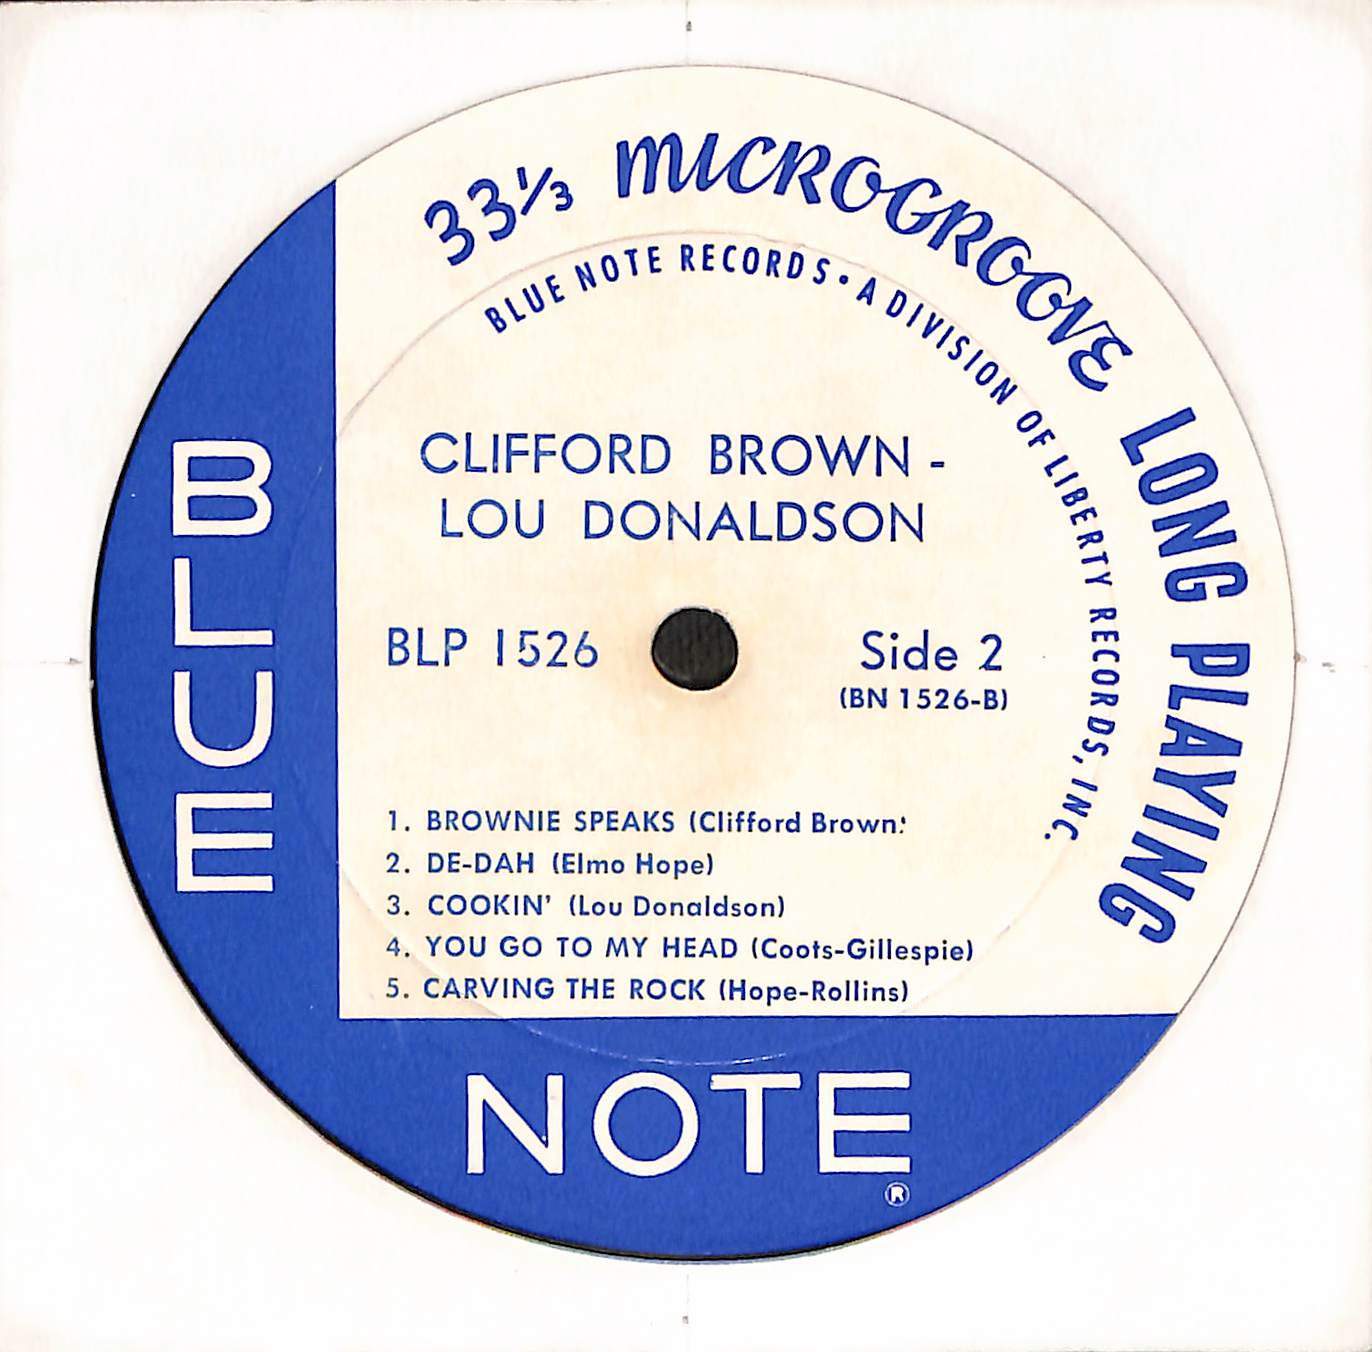 33⅓ MICROGROOVE LONG PLAYING
BLUE NOTE RECORDS • A DIVISION OF LIBERTY RECORDS, INC.
CLIFFORD BROWN -
LOU DONALDSON
BLP 1526
Side 2
(BN 1526-B)
1. BROWNIE SPEAKS (Clifford Brown)
2. DE-DAH (Elmo Hope)
3. COOKIN' (Lou Donaldson)
4. YOU GO TO MY HEAD (Coots-Gillespie)
5. CARVING THE ROCK (Hope-Rollins)
BLUE
NOTE
®